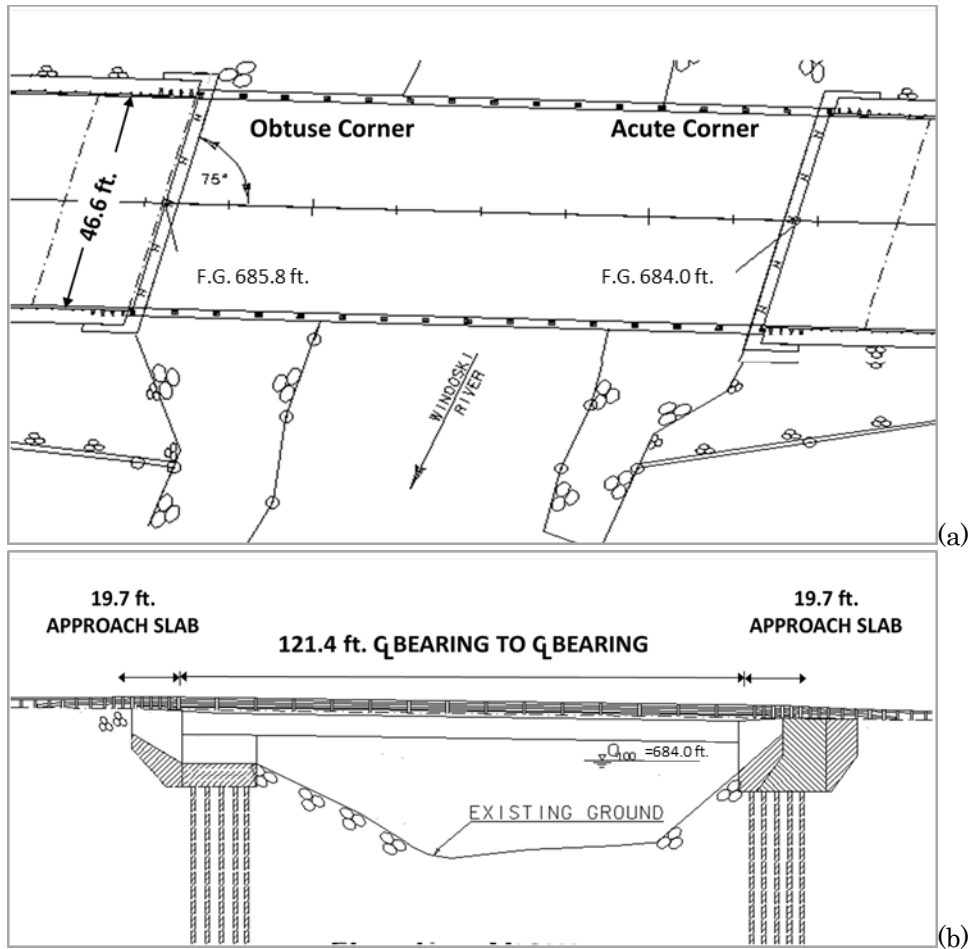 Obtuse Corner
Acute Corner
75°
46.6 ft.
F.G. 685.8 ft.
F.G. 684.0 ft.
WINOOSKI
RIVER
(a)
19.7 ft.
APPROACH SLAB
19.7 ft.
APPROACH SLAB
121.4 ft. ℄ BEARING TO ℄ BEARING
Q100 =684.0 ft.
EXISTING GROUND
(b)